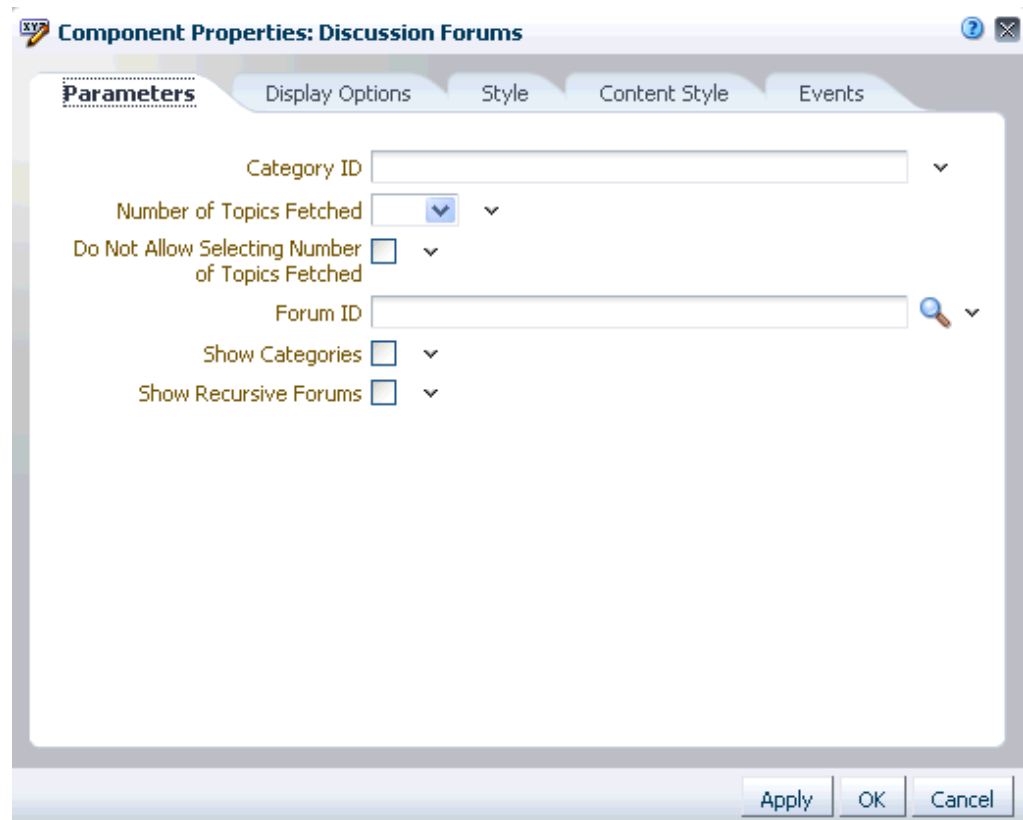 Component Properties: Discussion Forums
Parameters Display Options Style Content Style Events
Category ID
Number of Topics Fetched
Do Not Allow Selecting Number
of Topics Fetched
Forum ID
Show Categories
Show Recursive Forums
Apply OK Cancel